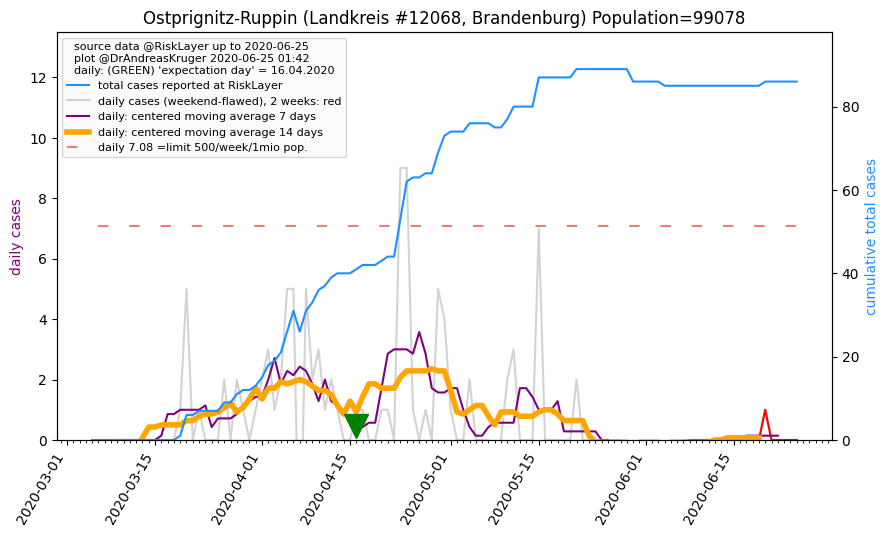 Ostprignitz-Ruppin (Landkreis #12068, Brandenburg) Population=99078
source data @RiskLayer up to 2020-06-25
plot @DrAndreasKruger 2020-06-25 01:42
daily: (GREEN) 'expectation day' = 16.04.2020
total cases reported at RiskLayer
daily cases (weekend-flawed), 2 weeks: red
daily: centered moving average 7 days
daily: centered moving average 14 days
daily 7.08 =limit 500/week/1mio pop.
daily cases
12
10
8
6
4
2
0
cumulative total cases
80
60
40
20
0
2020-03-01
2020-03-15
2020-04-01
2020-04-15
2020-05-01
2020-05-15
2020-06-01
2020-06-15